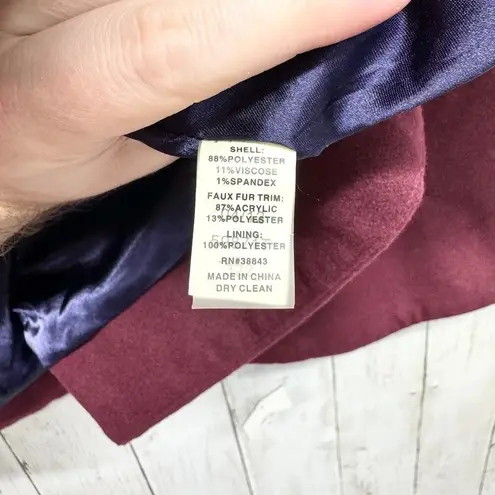 SHELL:
88%POLYESTER
11%VISCOSE
1%SPANDEX
FAUX FUR TRIM:
87%ACRYLIC
13%POLYESTER
LINING:
100%POLYESTER
RN#38843
MADE IN CHINA
DRY CLEAN